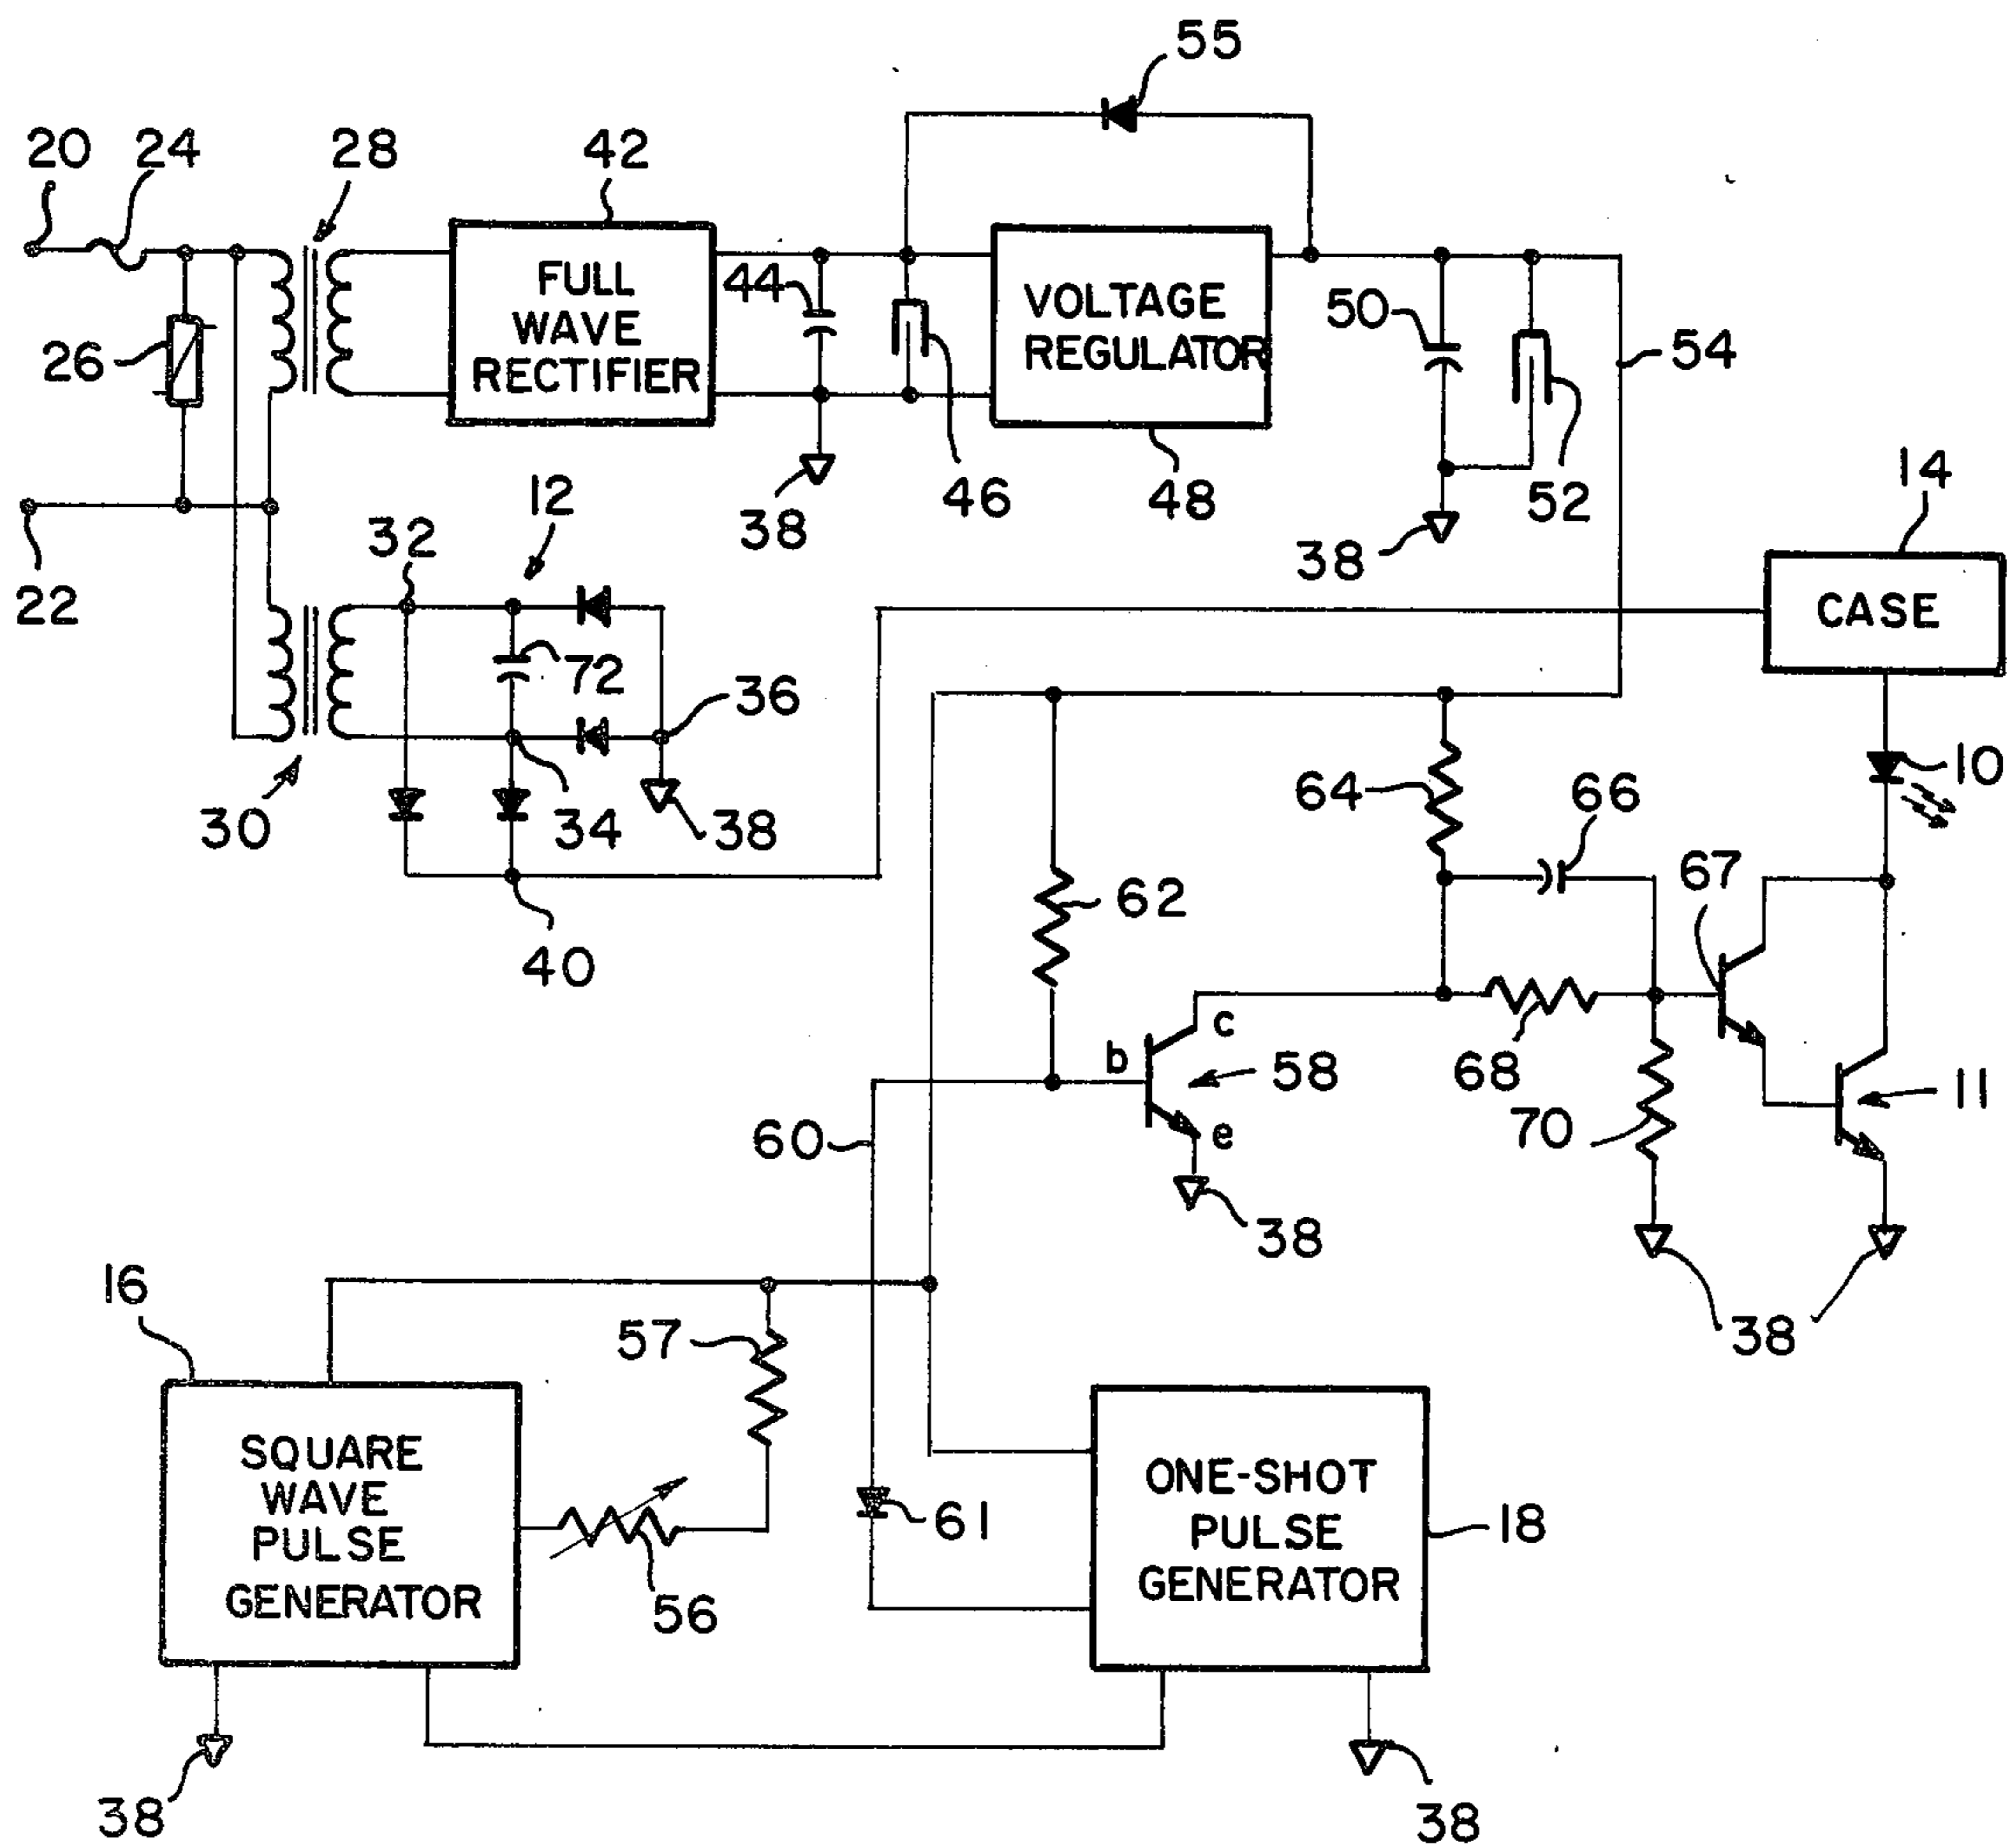 55
20 24 28 42
FULL
WAVE
RECTIFIER
44
VOLTAGE
REGULATOR
50
54
26
38 46 48 52
38
14
CASE
12
32
22
72
36
34
30
38
40
10
64
66
67
62
c
b
58
68
70
11
60
e
38
38
16
57
SQUARE
WAVE
PULSE
GENERATOR
56
61
ONE-SHOT
PULSE
GENERATOR
18
38
38